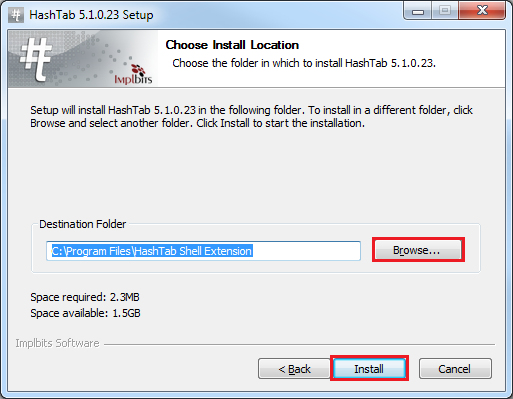 HashTab 5.1.0.23 Setup
Choose Install Location
Choose the folder in which to install HashTab 5.1.0.23.
Implbits
Setup will install HashTab 5.1.0.23 in the following folder. To install in a different folder, click
Browse and select another folder. Click Install to start the installation.
Destination Folder
C:\Program Files\HashTab Shell Extension
Browse...
Space required: 2.3MB
Space available: 1.5GB
Implbits Software
< Back
Install
Cancel